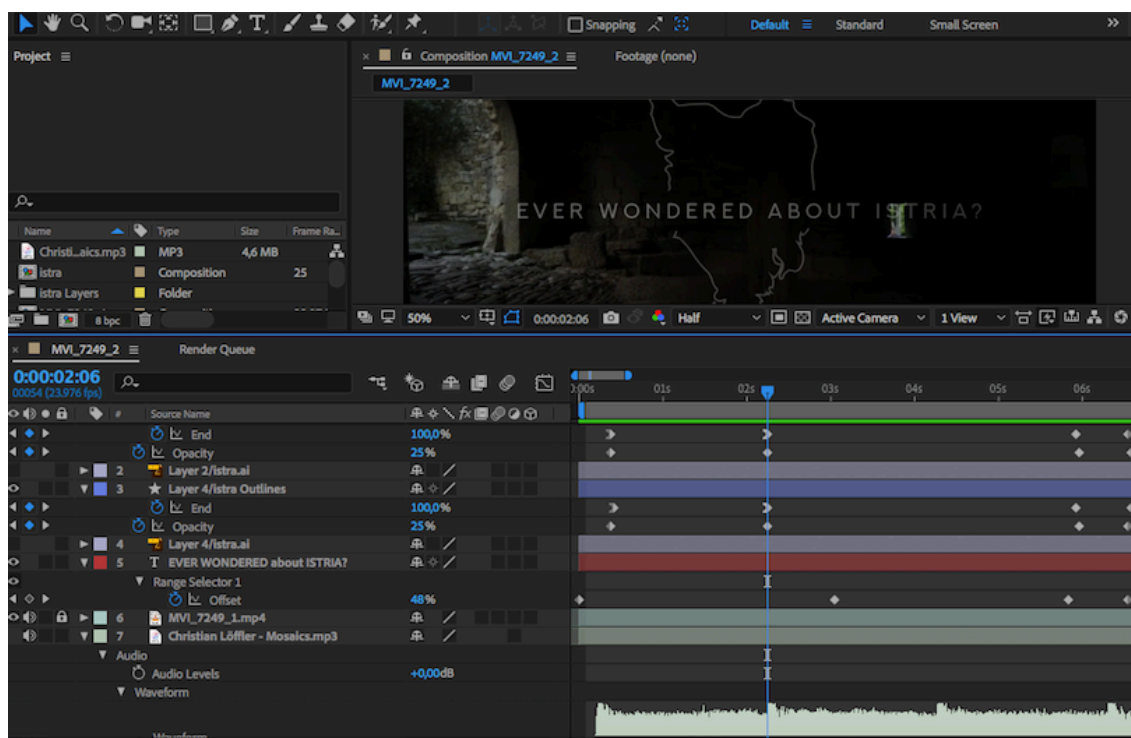 Snapping Default Standard Small Screen
Project × Composition MVI_7249_2 Footage (none)
MVI_7249_2
EVER WONDERED ABOUT ISTRIA?
Name Type Size Frame Ra...
Christi...aics.mp3 MP3 4,6 MB
istra Composition 25
istra Layers Folder
8 bpc 50% 0:00:02:06 Half Active Camera 1 View
× MVI_7249_2 Render Queue
0:00:02:06
00054 (23.976 fps) 0:00s 01s 02s 03s 04s 05s 06s
# Source Name
End 100,0%
Opacity 25%
2 Layer 2/istra.ai
3 Layer 4/istra Outlines
End 100,0%
Opacity 25%
4 Layer 4/istra.ai
5 T EVER WONDERED about ISTRIA?
Range Selector 1
Offset 48%
6 MVI_7249_1.mp4
7 Christian Löffler - Mosaics.mp3
Audio
Audio Levels +0,00dB
Waveform